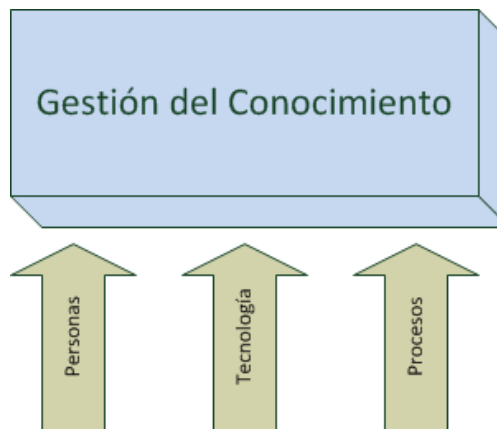 Gestión del Conocimiento
Personas
Tecnología
Procesos